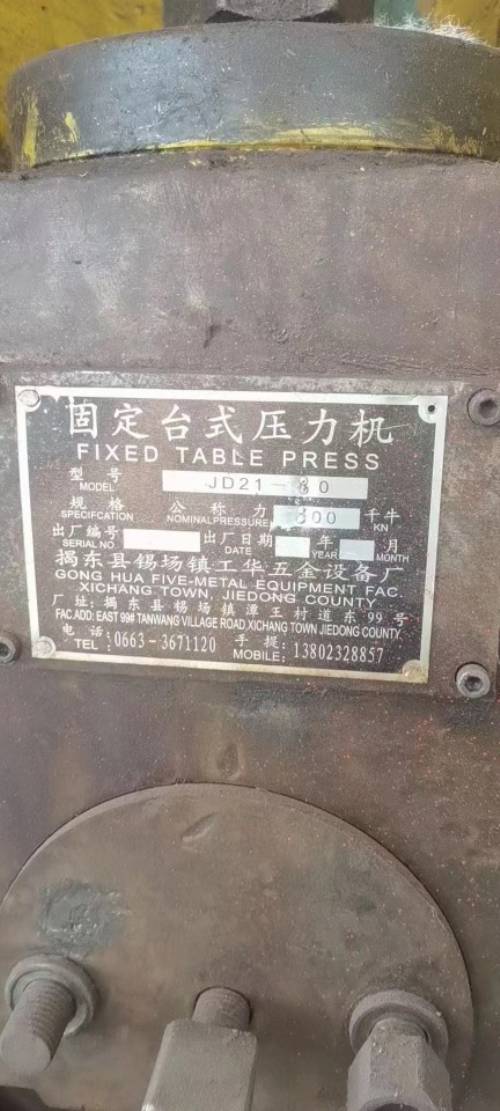 固定台式压力机
FIXED TABLE PRESS
型号 MODEL JD21-80
规格 SPECIFCATION 公称力 NOMINALPRESSURE 800 千牛 KN
出厂编号 SERIAL NO 出厂日期 DATE 年 YEAR 月 MONTH
揭东县锡场镇工华五金设备厂
GONG HUA FIVE-METAL EQUIPMENT FAC.
XICHANG TOWN, JIEDONG COUNTY
厂址:揭东县锡场镇潭王村道东99号
FAC ADD: EAST 99# TANWANG VILLAGE ROAD,XICHANG TOWN JIEDONG COUNTY
电话 TEL:0663-3671120 手提 MOBILE:13802328857